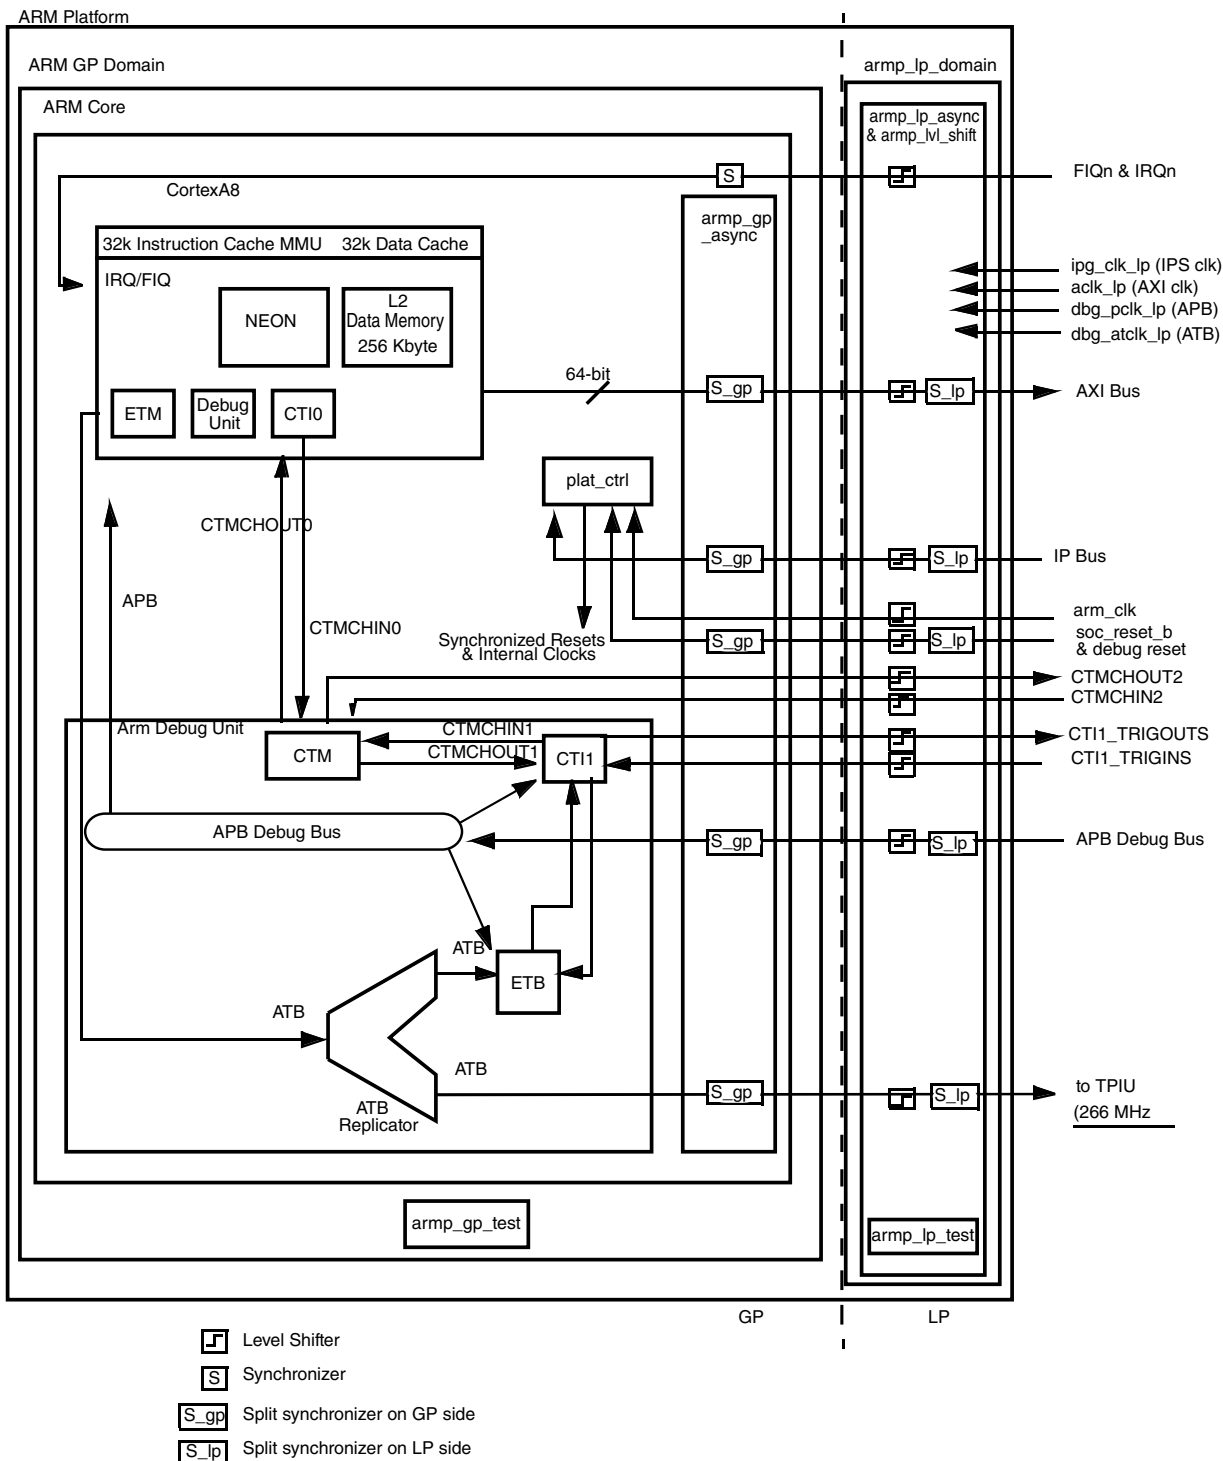 ARM Platform
ARM GP Domain
armp_lp_domain
ARM Core
armp_lp_async
& armp_lvl_shift
FIQn & IRQn
S
CortexA8
armp_gp
_async
32k Instruction Cache MMU 32k Data Cache
IRQ/FIQ
ipg_clk_lp (IPS clk)
aclk_lp (AXI clk)
dbg_pclk_lp (APB)
dbg_atclk_lp (ATB)
NEON
L2
Data Memory
256 Kbyte
64-bit
S_gp
S_lp
AXI Bus
ETM
Debug
Unit
CTI0
plat_ctrl
CTMCHOUT0
S_gp
S_lp
IP Bus
APB
CTMCHIN0
arm_clk
Synchronized Resets
& Internal Clocks
S_gp
S_lp
soc_reset_b
& debug reset
CTMCHOUT2
CTMCHIN2
Arm Debug Unit
CTMCHIN1
CTI1_TRIGOUTS
CTM
CTMCHOUT1
CTI1
CTI1_TRIGINS
APB Debug Bus
S_gp
S_lp
APB Debug Bus
ATB
ETB
ATB
ATB
S_gp
S_lp
to TPIU
(266 MHz
ATB
Replicator
armp_gp_test
armp_lp_test
GP
LP
Level Shifter
S
Synchronizer
S_gp
Split synchronizer on GP side
S_lp
Split synchronizer on LP side